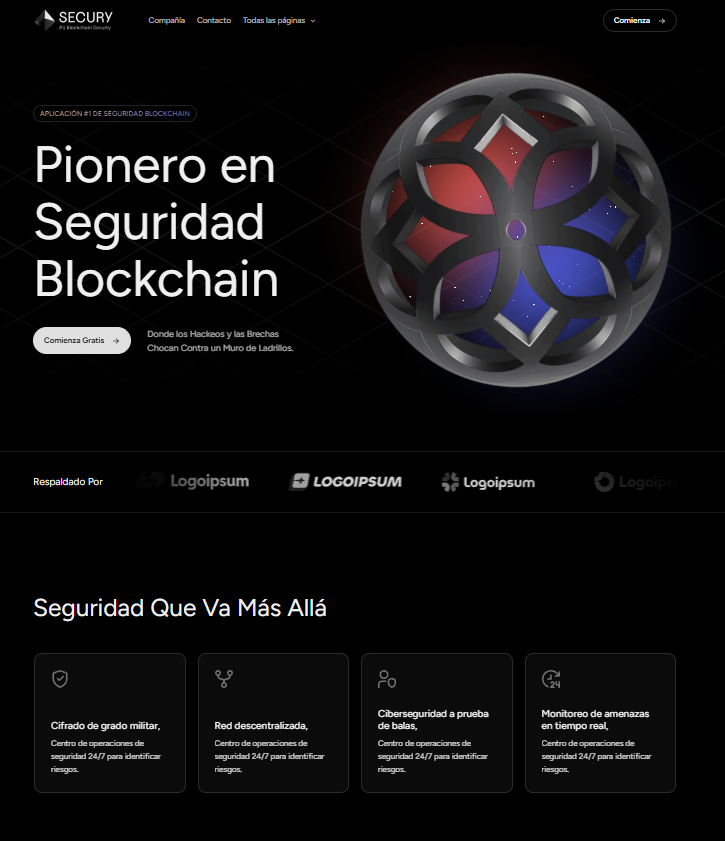 SECURY
#1 Blockchain Security
Compañía Contacto Todas las páginas
Comienza
APLICACIÓN #1 DE SEGURIDAD BLOCKCHAIN
Pionero en
Seguridad
Blockchain
Comienza Gratis
Donde los Hackeos y las Brechas
Chocan Contra un Muro de Ladrillos.
Respaldado Por
Logoipsum
LOGOIPSUM
Logoipsum
Seguridad Que Va Más Allá
Cifrado de grado militar,
Centro de operaciones de
seguridad 24/7 para identificar
riesgos.
Red descentralizada,
Centro de operaciones de
seguridad 24/7 para identificar
riesgos.
Ciberseguridad a prueba
de balas,
Centro de operaciones de
seguridad 24/7 para identificar
riesgos.
24
Monitoreo de amenazas
en tiempo real,
Centro de operaciones de
seguridad 24/7 para identificar
riesgos.